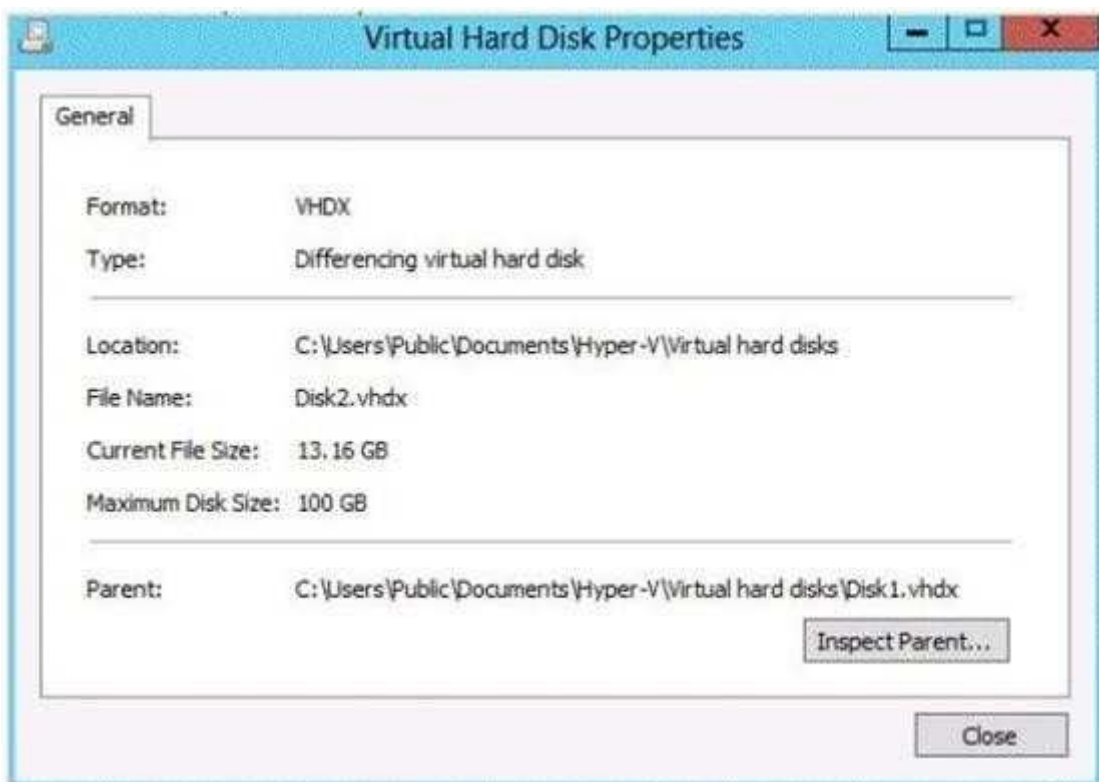 Virtual Hard Disk Properties
General
Format: VHDX
Type: Differencing virtual hard disk
Location: C:\Users\Public\Documents\Hyper-V\Virtual hard disks
File Name: Disk2.vhdx
Current File Size: 13.16 GB
Maximum Disk Size: 100 GB
Parent: C:\Users\Public\Documents\Hyper-V\Virtual hard disks\Disk1.vhdx
Inspect Parent...
Close